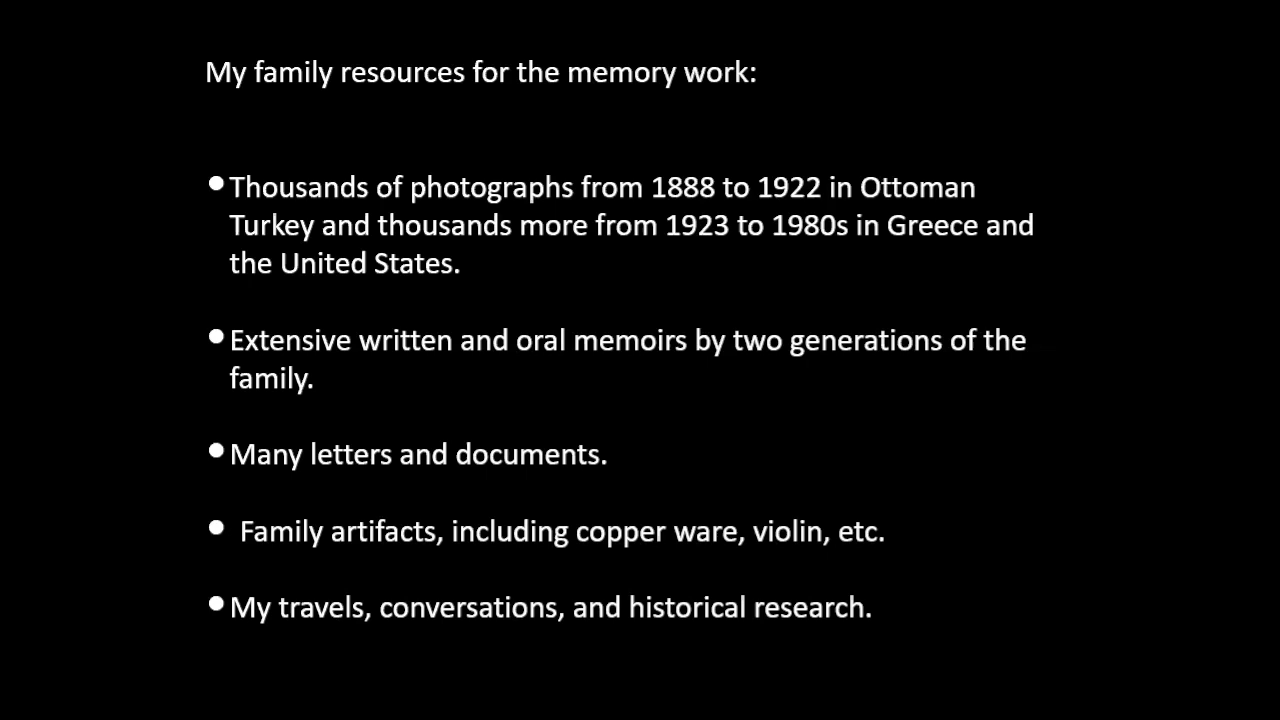 My family resources for the memory work:
•Thousands of photographs from 1888 to 1922 in Ottoman
Turkey and thousands more from 1923 to 1980s in Greece and
the United States.
•Extensive written and oral memoirs by two generations of the
family.
•Many letters and documents.
• Family artifacts, including copper ware, violin, etc.
•My travels, conversations, and historical research.